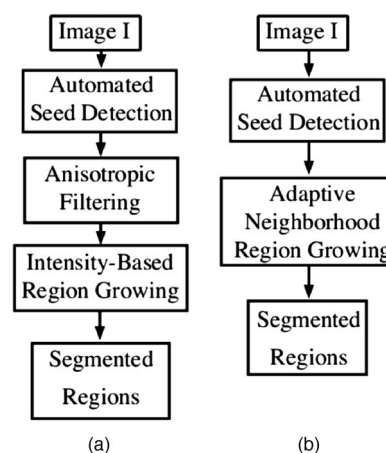 Image I
Automated
Seed Detection
Anisotropic
Filtering
Intensity-Based
Region Growing
Segmented
Regions
(a)
Image I
Automated
Seed Detection
Adaptive
Neighborhood
Region Growing
Segmented
Regions
(b)